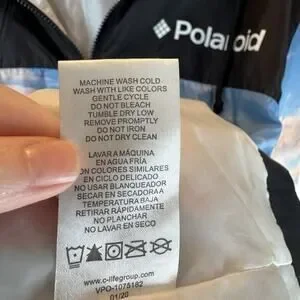 Polaroid
MACHINE WASH COLD
WASH WITH LIKE COLORS
GENTLE CYCLE
DO NOT BLEACH
TUMBLE DRY LOW
REMOVE PROMPTLY
DO NOT IRON
DO NOT DRY CLEAN
LAVAR A MÁQUINA
EN AGUA FRÍA
CON COLORES SIMILARES
EN CICLO DELICADO
NO USAR BLANQUEADOR
SECAR EN SECADORA A
TEMPERATURA BAJA
RETIRAR RÁPIDAMENTE
NO PLANCHAR
NO LAVAR EN SECO
www.c-lifegroup.com
VPO-1075162
01/20